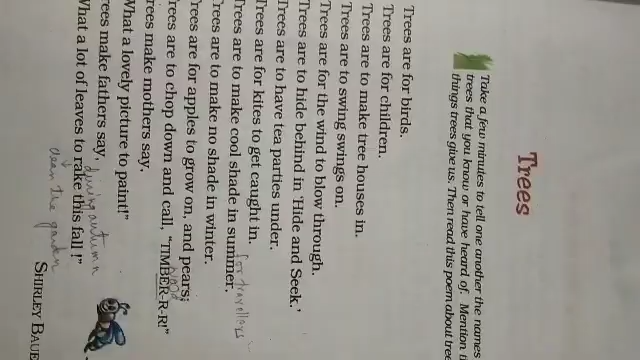 Trees
Take a few minutes to tell one another the names
trees that you know or have heard of. Mention
things trees give us. Then read this poem about
Trees are for birds.
Trees are for children.
Trees are to make tree houses in.
Trees are to swing swings on.
Trees are for the wind to blow through.
Trees are to hide behind in 'Hide and Seek.'
Trees are to have tea parties under.
Trees are for kites to get caught in.
Trees are to make cool shade in summer.
for travellers
Trees are to make no shade in winter.
Trees are for apples to grow on, and pears;
Trees are to chop down and call, "TIMBER-R-R!"
wood
Trees make mothers say,
"What a lovely picture to paint!"
Trees make fathers say,
during autumn
"What a lot of leaves to rake this fall!"
clean the garden
SHIRLEY